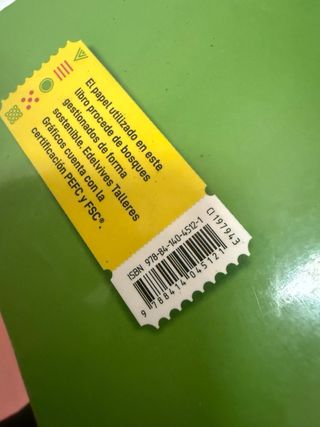 El papel utilizado en este
libro procede de bosques
gestionados de forma
sostenible. Edelvives Talleres
Gráficos cuenta con la
certificación PEFC y FSC®.
ISBN 978-84-140-4512-1
CI 197943
9 788414 045121